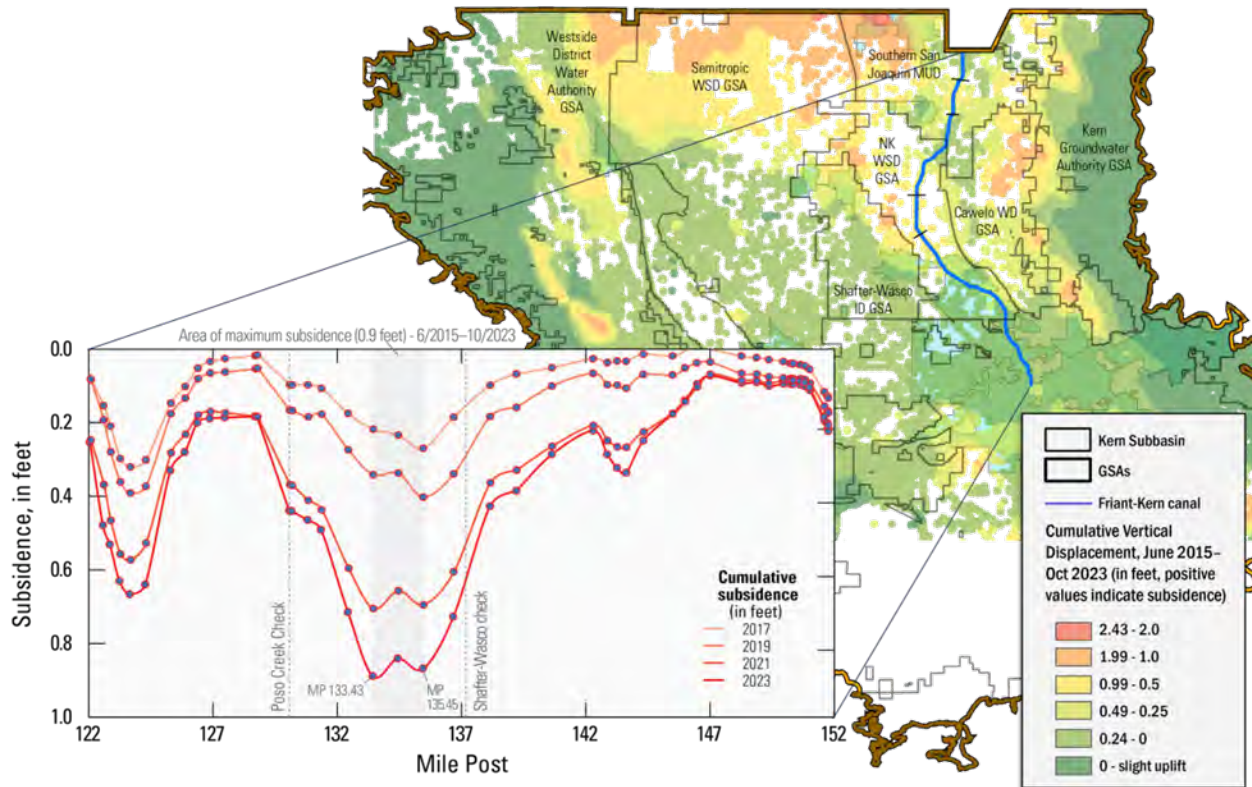 Westside
District
Water
Authority
GSA
Semitropic
WSD GSA
Southern San
Joaquin MUD
NK
WSD
GSA
Kern
Groundwater
Authority GSA
Cawelo WD
GSA
Shafter-Wasco
ID GSA
Area of maximum subsidence (0.9 feet) - 6/2015–10/2023
Subsidence, in feet
0.0
0.2
0.4
0.6
0.8
1.0
Poso Creek Check
MP 133.43
MP
135.45
Shafter-Wasco check
Cumulative
subsidence
(in feet)
2017
2019
2021
2023
122
127
132
137
142
147
152
Mile Post
Kern Subbasin
GSAs
Friant-Kern canal
Cumulative Vertical
Displacement, June 2015–
Oct 2023 (in feet, positive
values indicate subsidence)
2.43 - 2.0
1.99 - 1.0
0.99 - 0.5
0.49 - 0.25
0.24 - 0
0 - slight uplift